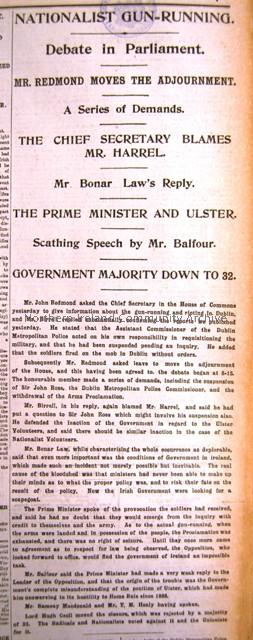 NATIONALIST GUN-RUNNING.
Debate in Parliament.
MR. REDMOND MOVES THE ADJOURNMENT.
A Series of Demands.
THE CHIEF SECRETARY BLAMES
MR. HARREL.
Mr. Bonar Law's Reply.
THE PRIME MINISTER AND ULSTER.
Scathing Speech by Mr. Balfour.
GOVERNMENT MAJORITY DOWN TO 32.
Mr. John Redmond asked the Chief Secretary in the House of Commons
yesterday to give information about the gun-running and rioting in Dublin,
and Mr. Birrell
yesterday. He stated that the Assistant Commissioner of the Dublin
Metropolitan Police acted on his own responsibility in requisitioning the
military, and that he had been suspended pending an inquiry. He added
that the soldiers fired on the mob in Dublin without orders.
Subsequently Mr. Redmond asked leave to move the adjournment
of the House, and this having been agreed to, the debate began at 8-15.
The honourable member made a series of demands, including the suspension
of Sir John Ross, the Dublin Metropolitan Police Commissioner, and the
withdrawal of the Arms Proclamation.
Mr. Birrell, in his reply, again blamed Mr. Harrel, and said he had
put a question to Sir John Ross which might involve his suspension also.
He defended the inaction of the Government in regard to the Ulster
Volunteers, and said there should be similar inaction in the case of the
Nationalist Volunteers.
Mr. Bonar Law, while characterising the whole occurrence as deplorable,
said that even more important was the conditions of Government in Ireland,
which made such an incident not merely possible but inevitable. The real
cause of the bloodshed was that ministers had never been able to make up
their minds as to what the proper policy was, and to risk their fate on the
result of the policy. Now the Irish Government were looking for a
scapegoat.
The Prime Minister spoke of the provocation the soldiers had received,
and said he had no doubt that they would emerge from the inquiry with
credit to themselves and the army. As to the actual gun-running, when
the arms were landed and in possession of the people, the Proclamation was
exhausted, and there was no right of seizure. Until they once more came
to agreement as to respect for law being observed, the Opposition, who
looked forward to office, would find the government of Ireland an impossible
task.
Mr. Balfour said the Prime Minister had made a very weak reply to the
Leader of the Opposition, and that the origin of the trouble was the Govern-
ment's complete misunderstanding of the position of Ulster, which had made
him unswerving in its hostility to Home Rule since 1886.
Mr. Ramsay Macdonald and Mr. T. M. Healy having spoken,
Lord Hugh Cecil moved the closure, which was rejected by a majority
of 32. The Radicals and Nationalists voted against it and the Unionists
for it.
Northern Ireland Community Archive